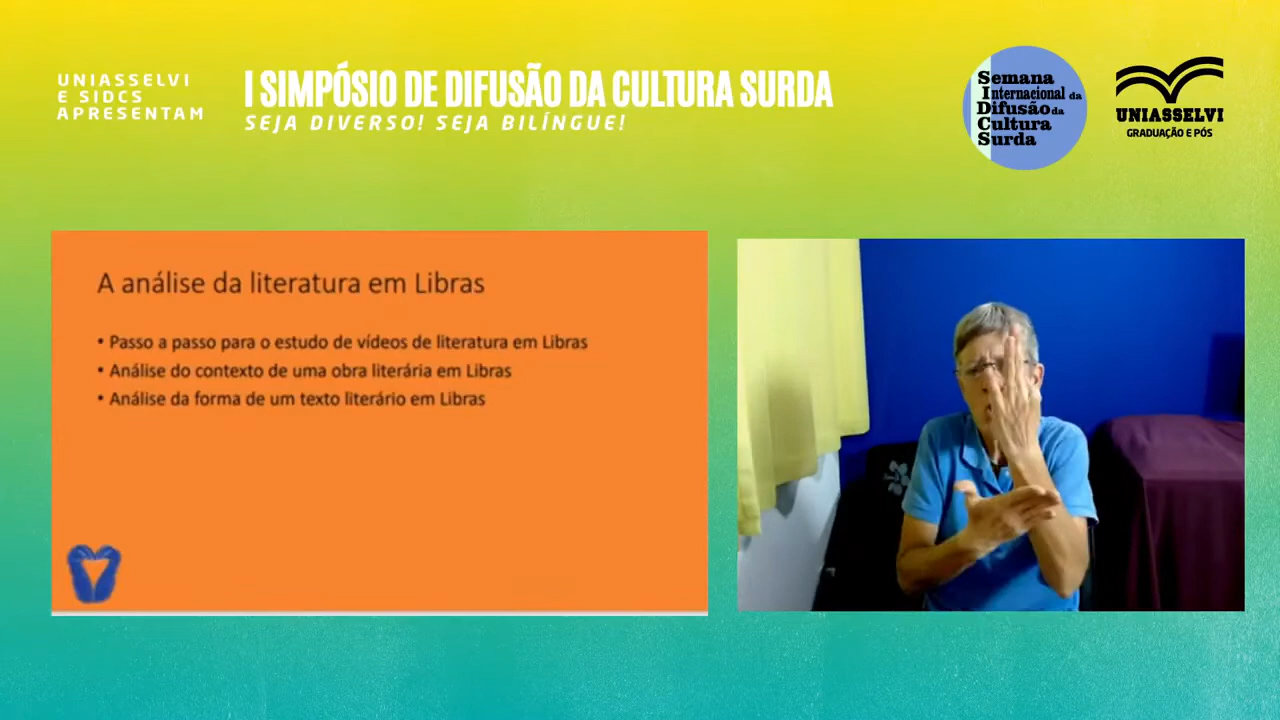 UNIASSELVI
E SIDCS
APRESENTAM
I SIMPÓSIO DE DIFUSÃO DA CULTURA SURDA
SEJA DIVERSO! SEJA BILÍNGUE!
Semana
Internacional da
Difusão da
Cultura
Surda
UNIASSELVI
GRADUAÇÃO E PÓS
A análise da literatura em Libras
• Passo a passo para o estudo de vídeos de literatura em Libras
• Análise do contexto de uma obra literária em Libras
• Análise da forma de um texto literário em Libras